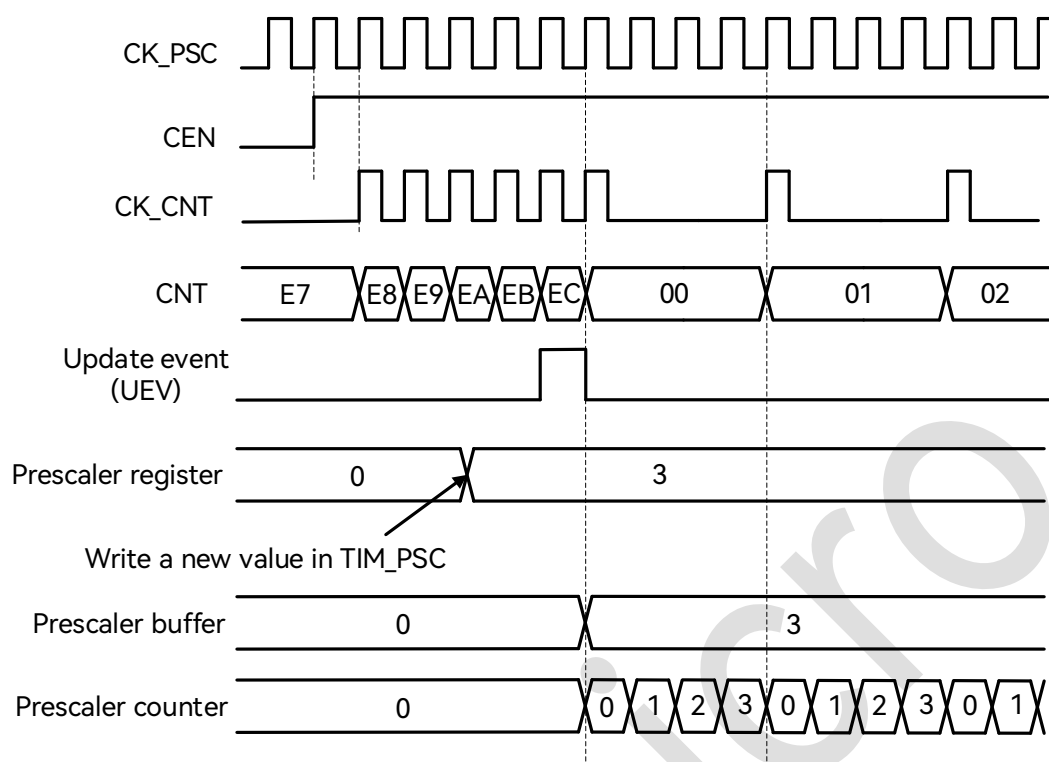 CK_PSC
CEN
CK_CNT
CNT E7 E8 E9 EA EB EC 00 01 02
Update event
(UEV)
Prescaler register 0 3
Write a new value in TIM_PSC
Prescaler buffer 0 3
Prescaler counter 0 0 1 2 3 0 1 2 3 0 1
icro